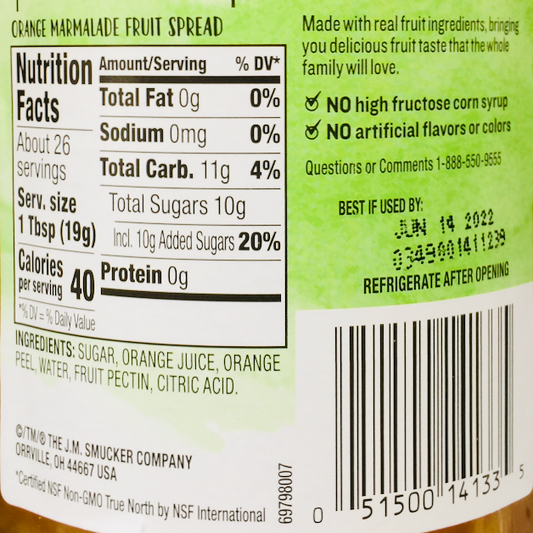 ORANGE MARMALADE FRUIT SPREAD
Nutrition
Facts
About 26
servings
Serv. size
1 Tbsp (19g)
Calories
per serving 40
*% DV = % Daily Value
Amount/Serving % DV*
Total Fat 0g 0%
Sodium 0mg 0%
Total Carb. 11g 4%
Total Sugars 10g
Incl. 10g Added Sugars 20%
Protein 0g
INGREDIENTS: SUGAR, ORANGE JUICE, ORANGE
PEEL, WATER, FRUIT PECTIN, CITRIC ACID.
©/TM/® THE J.M. SMUCKER COMPANY
ORRVILLE, OH 44667 USA
*Certified NSF Non-GMO True North by NSF International
69798007
Made with real fruit ingredients, bringing
you delicious fruit taste that the whole
family will love.
NO high fructose corn syrup
NO artificial flavors or colors
Questions or Comments 1-888-550-9555
BEST IF USED BY:
JUN 14 2022
REFRIGERATE AFTER OPENING
0 51500 14133 5